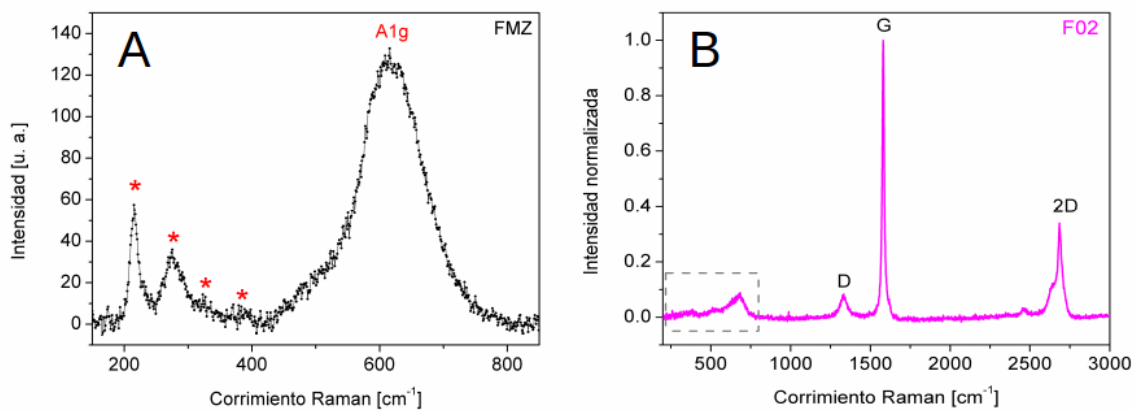 A
FMZ
A1g
*
*
*
*
140
120
100
80
60
40
20
0
Intensidad [u. a.]
200
400
600
800
Corrimiento Raman [cm⁻¹]
B
F02
G
D
2D
1.0
0.8
0.6
0.4
0.2
0.0
Intensidad normalizada
500
1000
1500
2000
2500
3000
Corrimiento Raman [cm⁻¹]